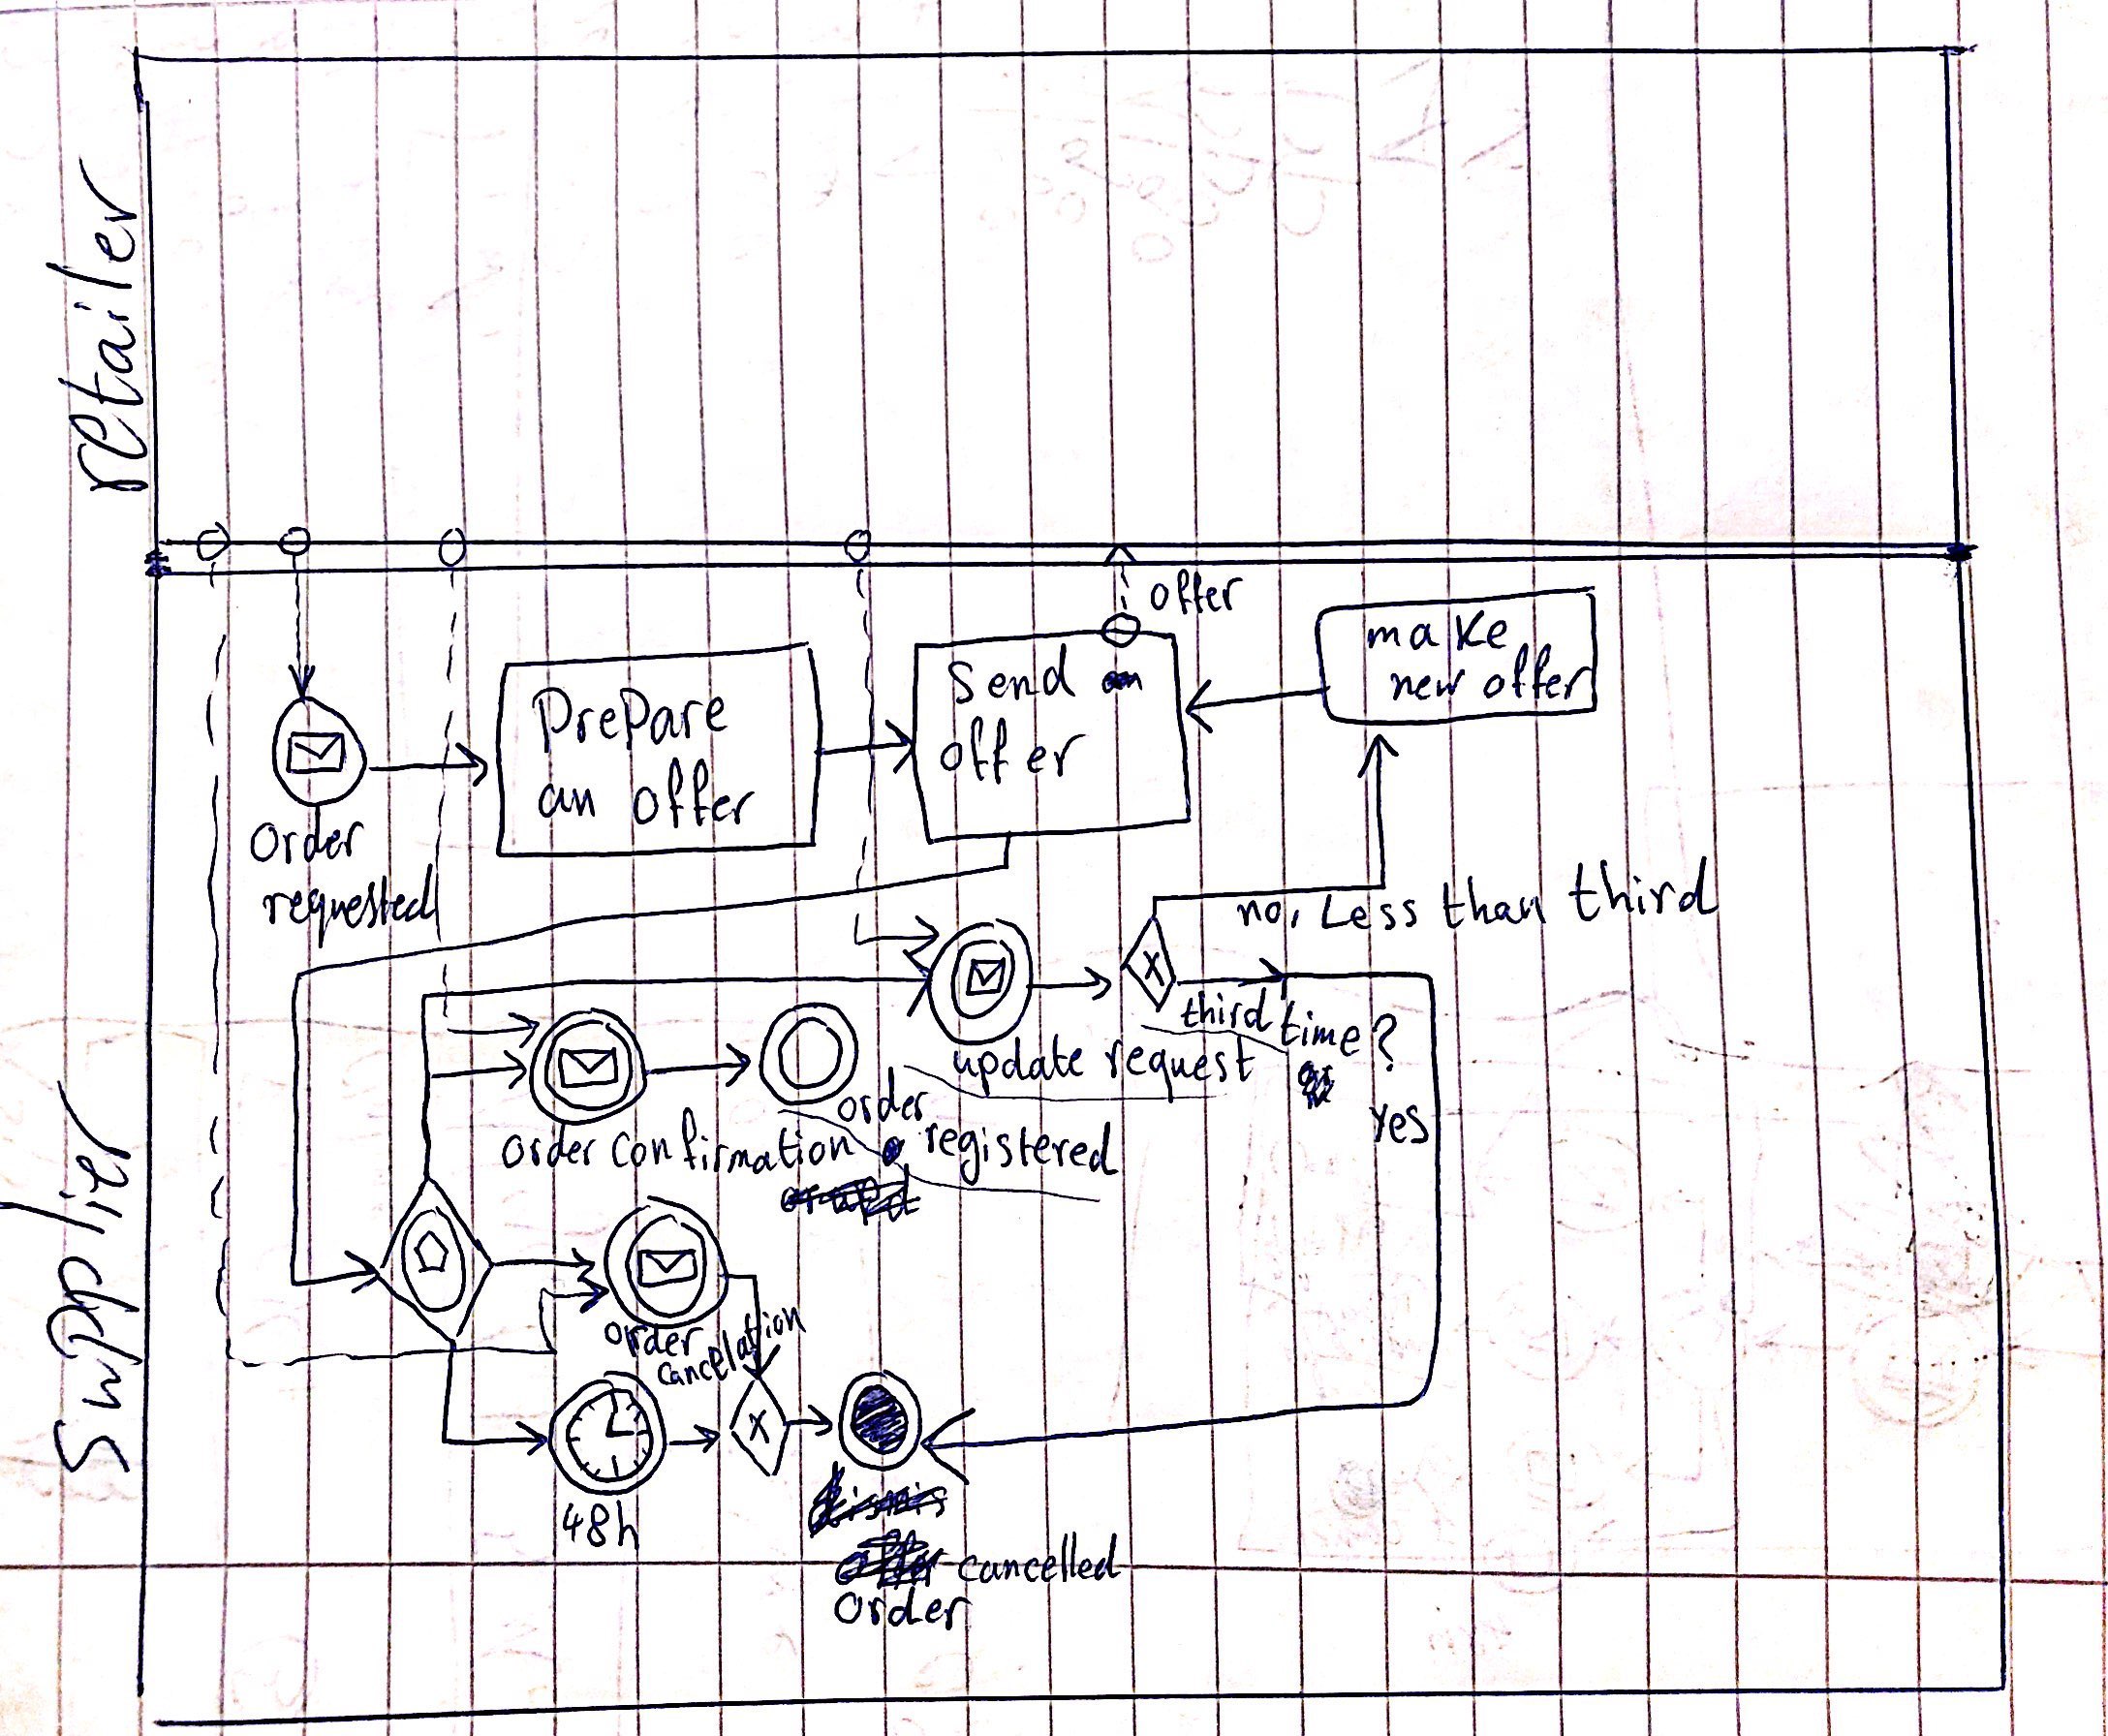 retailer
offer
make
new offer
Send
offer
PrePare
an offer
Order
requested
no, Less than third
X
third time?
update request
yes
order
registered
Order confirmation
Supplier
order
cancelation
X
48h
cancelled
Order